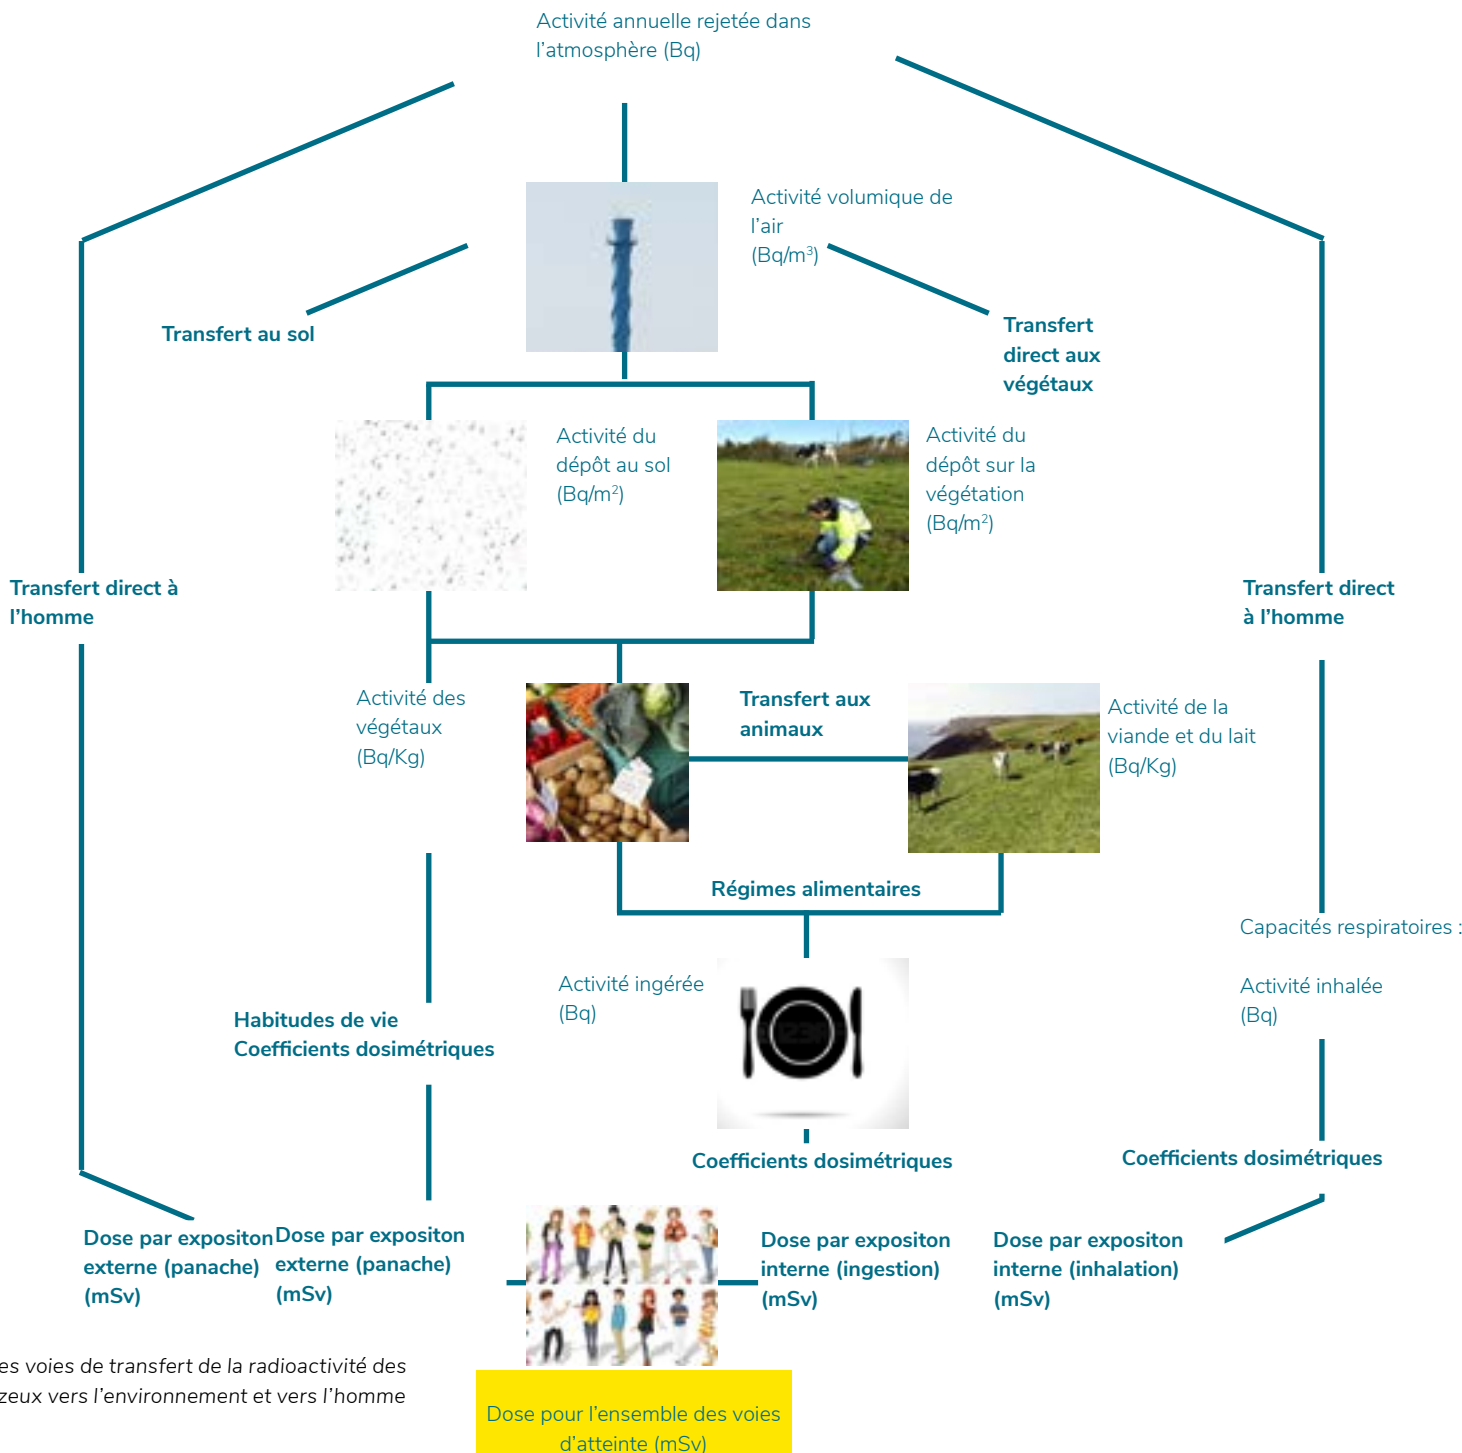 Activité annuelle rejetée dans
l'atmosphère (Bq)
Activité volumique de
l'air
(Bq/m³)
Transfert au sol
Transfert
direct aux
végétaux
Activité du
dépôt au sol
(Bq/m²)
Activité du
dépôt sur la
végétation
(Bq/m²)
Transfert direct à
l'homme
Transfert direct
à l'homme
Activité des
végétaux
(Bq/Kg)
Transfert aux
animaux
Activité de la
viande et du lait
(Bq/Kg)
Régimes alimentaires
Capacités respiratoires :
Activité inhalée
(Bq)
Activité ingérée
(Bq)
Habitudes de vie
Coefficients dosimétriques
Coefficients dosimétriques
Coefficients dosimétriques
Dose par expositon
externe (panache)
(mSv)
Dose par expositon
externe (panache)
(mSv)
Dose par expositon
interne (ingestion)
(mSv)
Dose par expositon
interne (inhalation)
(mSv)
es voies de transfert de la radioactivité des
zeux vers l'environnement et vers l'homme
Dose pour l'ensemble des voies
d'atteinte (mSv)